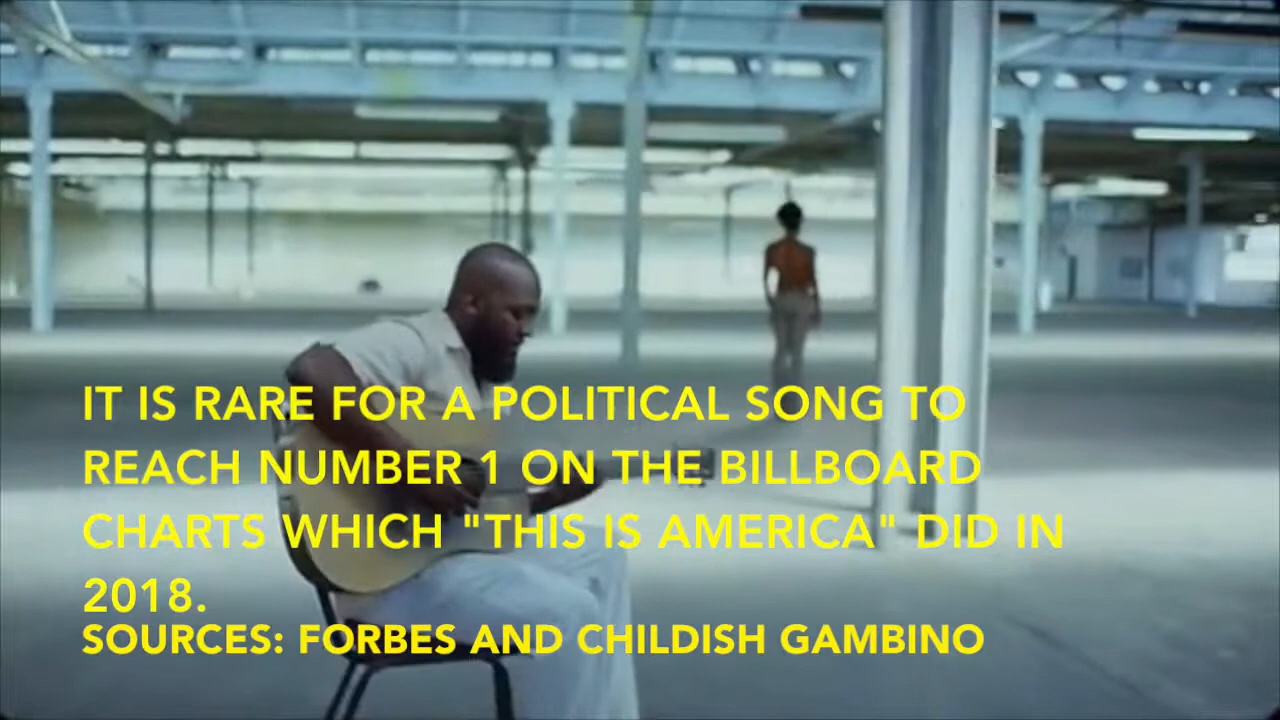 IT IS RARE FOR A POLITICAL SONG TO
REACH NUMBER 1 ON THE BILLBOARD
CHARTS WHICH "THIS IS AMERICA" DID IN
2018.
SOURCES: FORBES AND CHILDISH GAMBINO